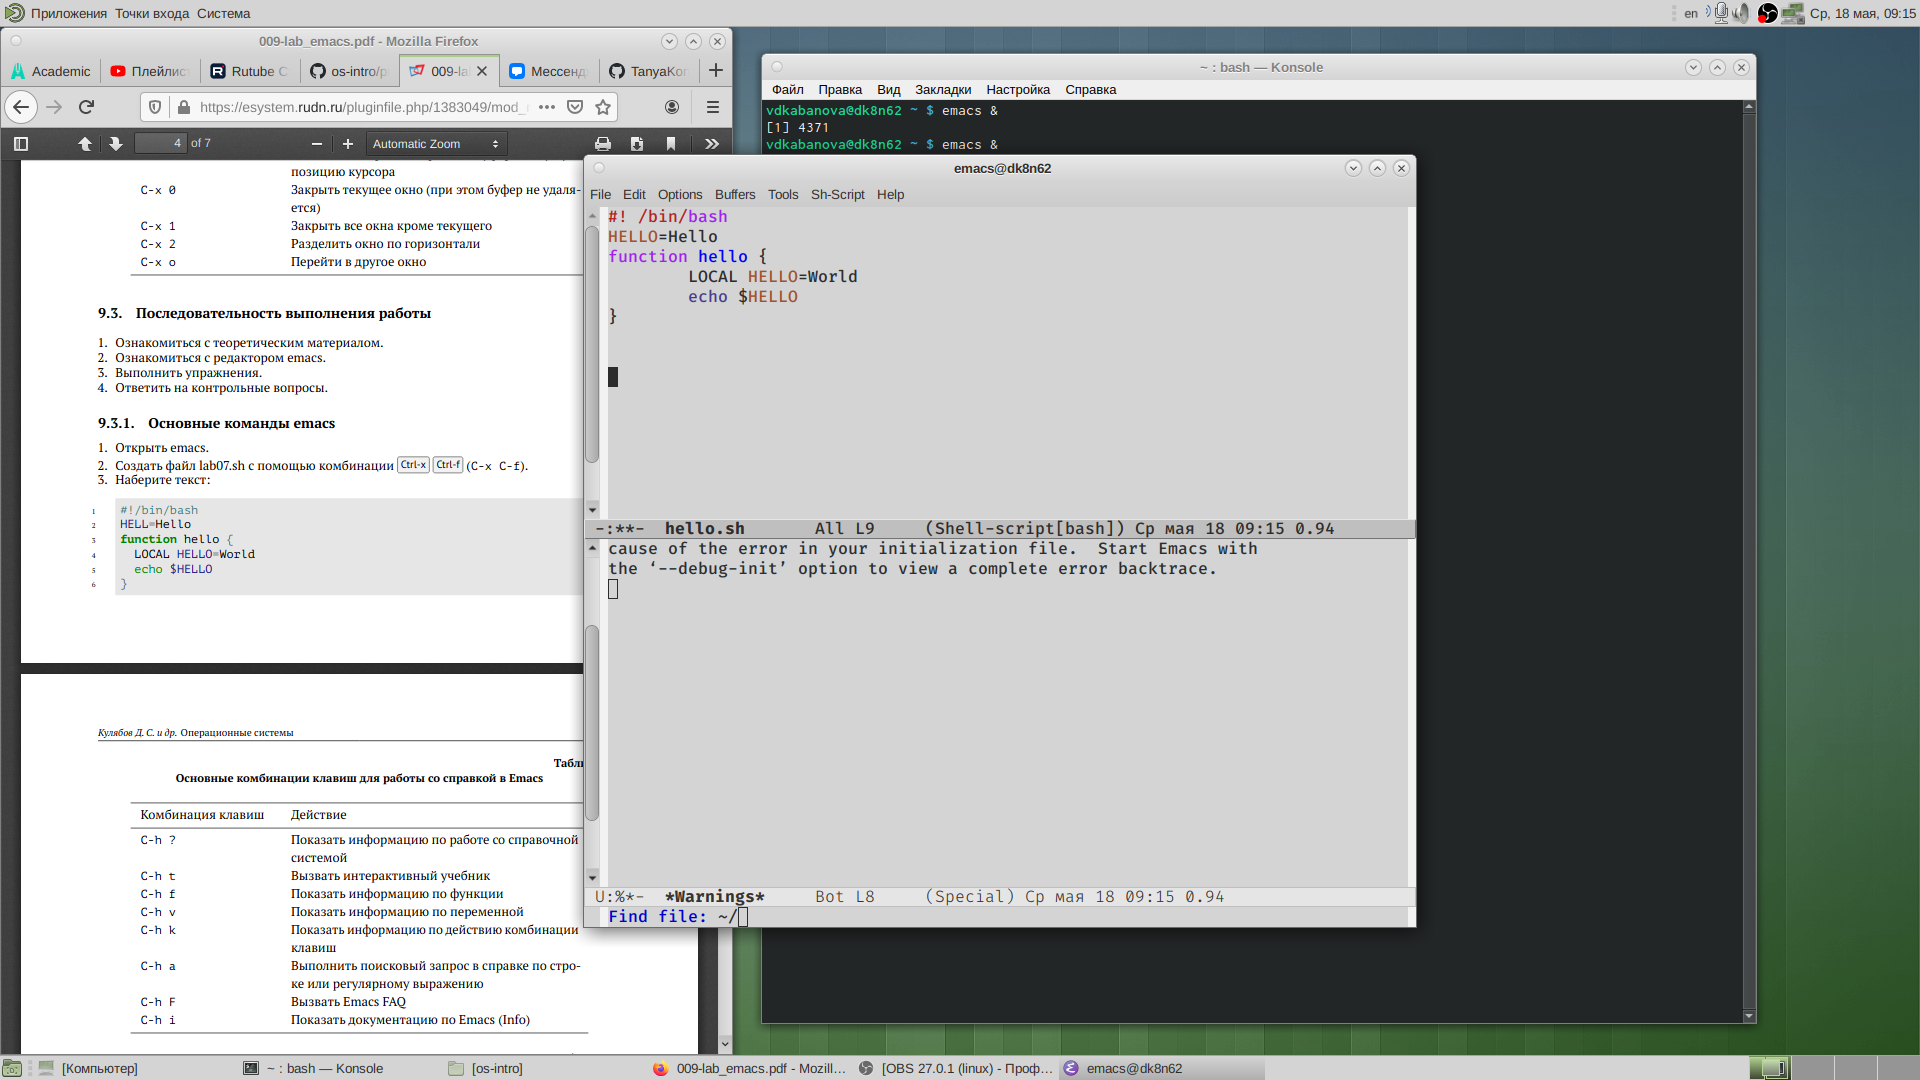 Приложения Точки входа Система
en
Ср, 18 мая, 09:15
009-lab_emacs.pdf - Mozilla Firefox
Academic
Плейлис
Rutube С
os-intro/p
009-la
Мессенд
TanyaKo
https://esystem.rudn.ru/pluginfile.php/1383049/mod_
4 of 7
Automatic Zoom
позицию курсора
C-x 0 Закрыть текущее окно (при этом буфер не удаля-
ется)
C-x 1 Закрыть все окна кроме текущего
C-x 2 Разделить окно по горизонтали
C-x o Перейти в другое окно
9.3. Последовательность выполнения работы
1. Ознакомиться с теоретическим материалом.
2. Ознакомиться с редактором emacs.
3. Выполнить упражнения.
4. Ответить на контрольные вопросы.
9.3.1. Основные команды emacs
1. Открыть emacs.
2. Создать файл lab07.sh с помощью комбинации Ctrl-x Ctrl-f (C-x C-f).
3. Наберите текст:
1 #!/bin/bash
2 HELL=Hello
3 function hello {
4 LOCAL HELLO=World
5 echo $HELLO
6 }
Кулябов Д. С. и др. Операционные системы
Табли
Основные комбинации клавиш для работы со справкой в Emacs
Комбинация клавиш Действие
C-h ? Показать информацию по работе со справочной
системой
C-h t Вызвать интерактивный учебник
C-h f Показать информацию по функции
C-h v Показать информацию по переменной
C-h k Показать информацию по действию комбинации
клавиш
C-h a Выполнить поисковый запрос в справке по стро-
ке или регулярному выражению
C-h F Вызвать Emacs FAQ
C-h i Показать документацию по Emacs (Info)
~ : bash — Konsole
Файл Правка Вид Закладки Настройка Справка
vdkabanova@dk8n62 ~ $ emacs &
[1] 4371
vdkabanova@dk8n62 ~ $ emacs &
emacs@dk8n62
File Edit Options Buffers Tools Sh-Script Help
#! /bin/bash
HELLO=Hello
function hello {
LOCAL HELLO=World
echo $HELLO
}
-:**- hello.sh All L9 (Shell-script[bash]) Ср мая 18 09:15 0.94
cause of the error in your initialization file. Start Emacs with
the ‘--debug-init’ option to view a complete error backtrace.
U:%*- *Warnings* Bot L8 (Special) Ср мая 18 09:15 0.94
Find file: ~/
[Компьютер]
~ : bash — Konsole
[os-intro]
009-lab_emacs.pdf - Mozill...
[OBS 27.0.1 (linux) - Проф...
emacs@dk8n62